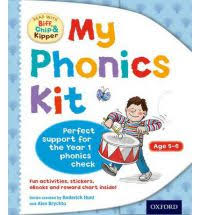 READ WITH
Biff,
Chip &
Kipper
My
Phonics
Kit
Perfect
support for
the Year 1
phonics
check
Age 5-6
Fun activities, stickers,
eBooks and reward chart inside!
Series created by Roderick Hunt
and Alex Brychta
OXFORD